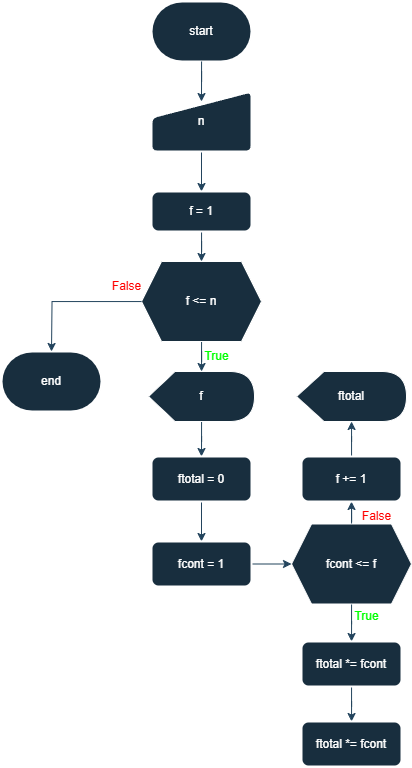 start
n
f = 1
False
f <= n
True
end
f
ftotal
ftotal = 0
f += 1
False
fcont = 1
fcont <= f
True
ftotal *= fcont
ftotal *= fcont